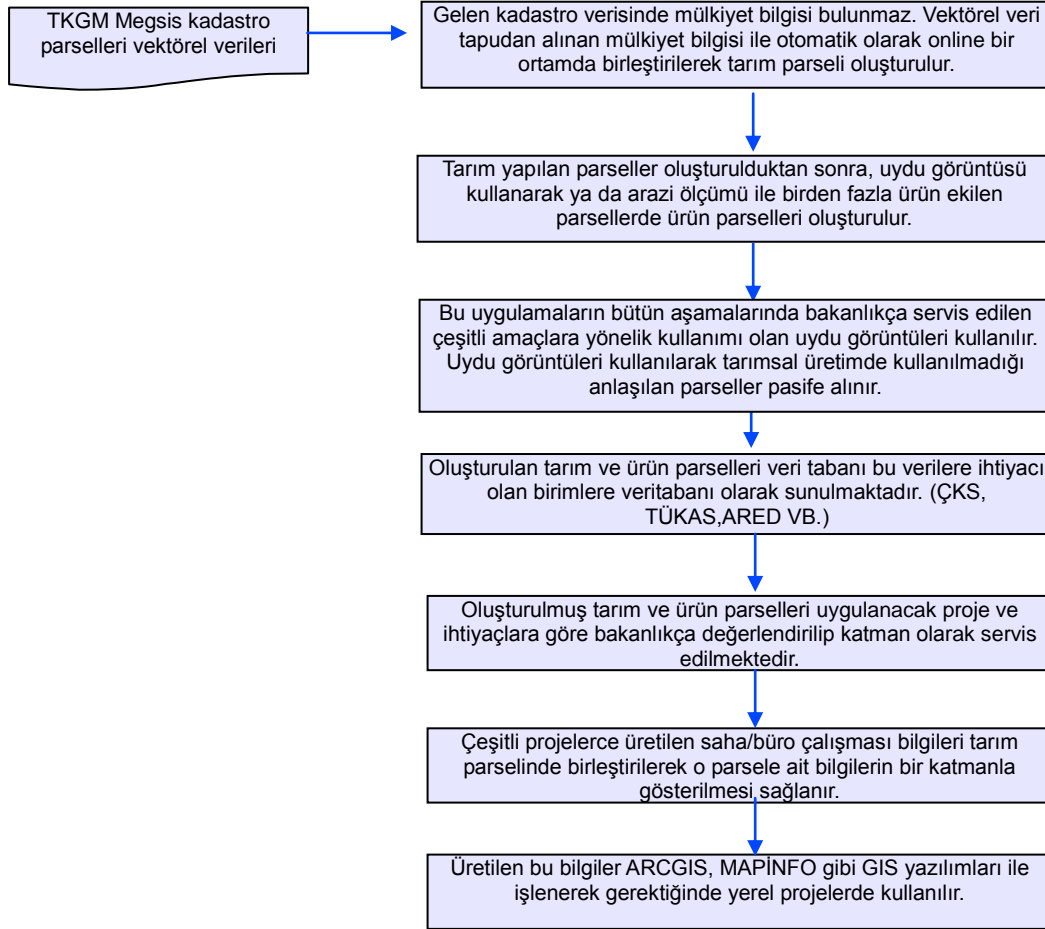 TKGM Megsis kadastro
parselleri vektörel verileri
Gelen kadastro verisinde mülkiyet bilgisi bulunmaz. Vektörel veri
tapudan alınan mülkiyet bilgisi ile otomatik olarak online bir
ortamda birleştirilerek tarım parseli oluşturulur.
Tarım yapılan parseller oluşturulduktan sonra, uydu görüntüsü
kullanarak ya da arazi ölçümü ile birden fazla ürün ekilen
parsellerde ürün parselleri oluşturulur.
Bu uygulamaların bütün aşamalarında bakanlıkça servis edilen
çeşitli amaçlara yönelik kullanımı olan uydu görüntüleri kullanılır.
Uydu görüntüleri kullanılarak tarımsal üretimde kullanılmadığı
anlaşılan parseller pasife alınır.
Oluşturulan tarım ve ürün parselleri veri tabanı bu verilere ihtiyacı
olan birimlere veritabanı olarak sunulmaktadır. (ÇKS,
TÜKAS,ARED VB.)
Oluşturulmuş tarım ve ürün parselleri uygulanacak proje ve
ihtiyaçlara göre bakanlıkça değerlendirilip katman olarak servis
edilmektedir.
Çeşitli projelerce üretilen saha/büro çalışması bilgileri tarım
parselinde birleştirilerek o parsele ait bilgilerin bir katmanla
gösterilmesi sağlanır.
Üretilen bu bilgiler ARCGIS, MAPİNFO gibi GIS yazılımları ile
işlenerek gerektiğinde yerel projelerde kullanılır.